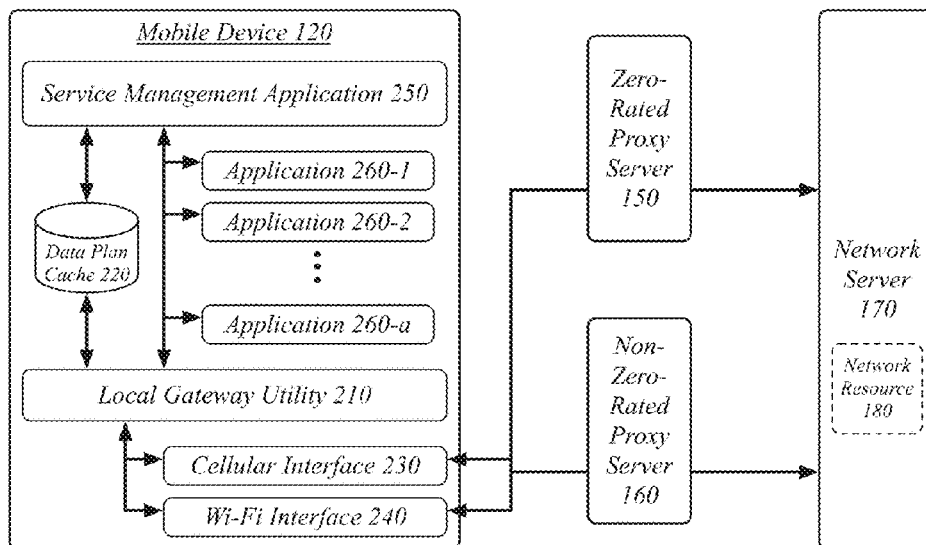 Mobile Device 120
Service Management Application 250
Application 260-1
Application 260-2
Data Plan
Cache 220
Application 260-a
Local Gateway Utility 210
Cellular Interface 230
Wi-Fi Interface 240
Zero-
Rated
Proxy
Server
150
Non-
Zero-
Rated
Proxy
Server
160
Network
Server
170
Network
Resource
180